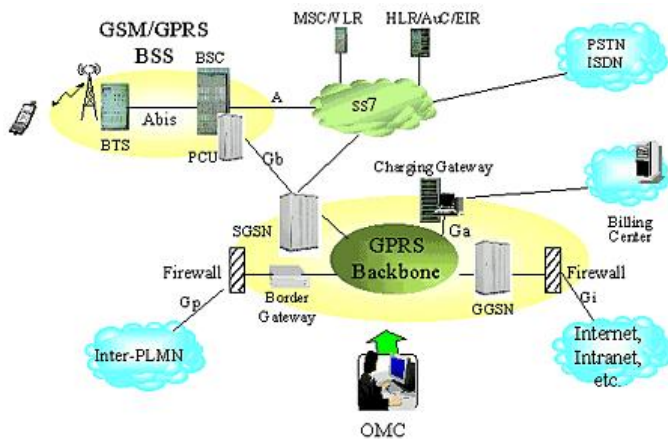 MSC/VLR
HLR/AuC/EIR
GSM/GPRS
BSS
BSC
PSTN
ISDN
A
ss7
Abis
BTS
PCU
Gb
Charging Gateway
SGSN
Ga
Billing
Center
GPRS
Backbone
Firewall
Firewall
Gp
Border
Gateway
GGSN
Gi
Inter-PLMN
Internet,
Intranet,
etc.
OMC